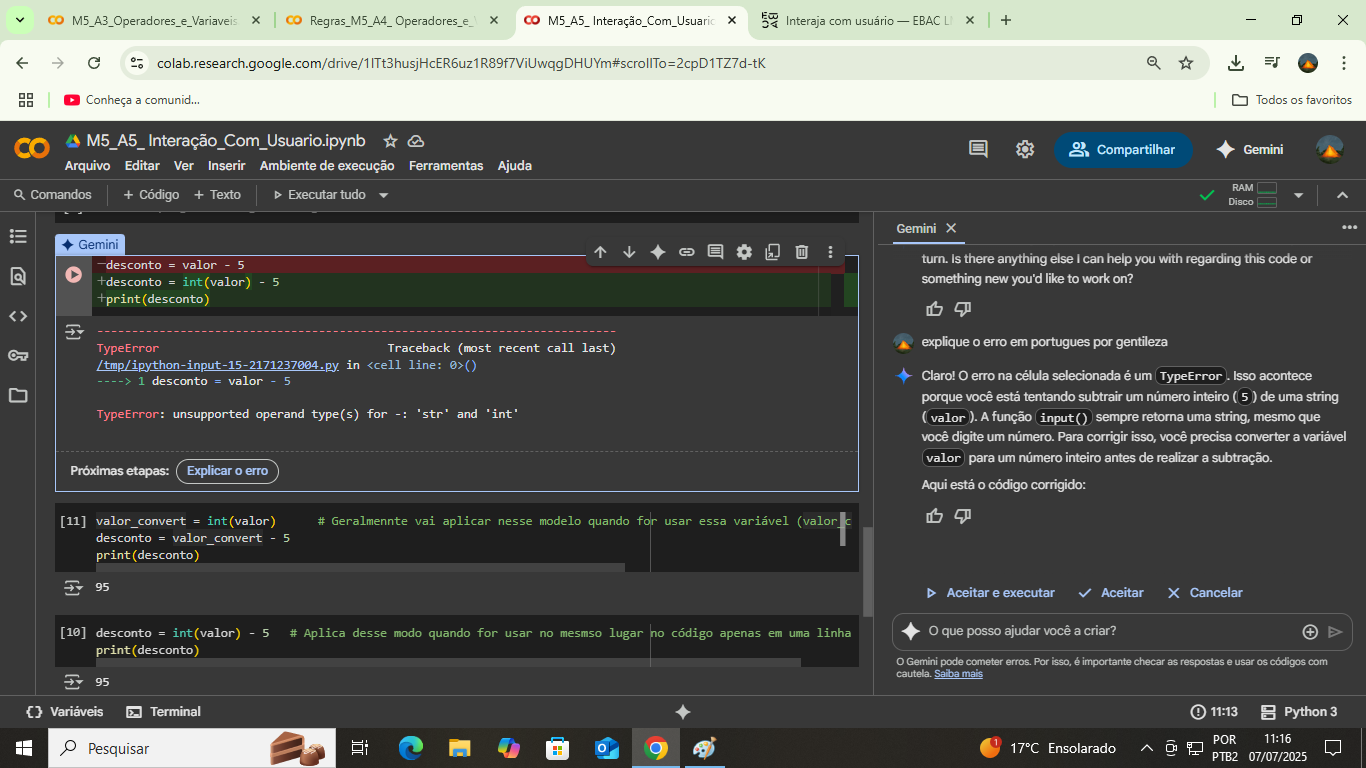 M5_A3_Operadores_e_Variaveis
Regras_M5_A4_ Operadores_e_
M5_A5_ Interação_Com_Usuario
Interaja com usuário — EBAC LM
colab.research.google.com/drive/1ITt3husjHcER6uz1R89f7ViUwqgDHUYm#scrollTo=2cpD1TZ7d-tK
Conheça a comunid...
Todos os favoritos
M5_A5_ Interação_Com_Usuario.ipynb
Arquivo Editar Ver Inserir Ambiente de execução Ferramentas Ajuda
Compartilhar
Gemini
Comandos + Código + Texto Executar tudo
RAM
Disco
Gemini
-desconto = valor - 5
+desconto = int(valor) - 5
+print(desconto)
---------------------------------------------------------------------------
TypeError Traceback (most recent call last)
/tmp/ipython-input-15-2171237004.py in <cell line: 0>()
----> 1 desconto = valor - 5
TypeError: unsupported operand type(s) for -: 'str' and 'int'
Próximas etapas: Explicar o erro
[11] valor_convert = int(valor) # Geralmennte vai aplicar nesse modelo quando for usar essa variável (valor_c
desconto = valor_convert - 5
print(desconto)
95
[10] desconto = int(valor) - 5 # Aplica desse modo quando for usar no mesmso lugar no código apenas em uma linha
print(desconto)
95
Gemini
turn. Is there anything else I can help you with regarding this code or
something new you'd like to work on?
explique o erro em portugues por gentileza
Claro! O erro na célula selecionada é um TypeError. Isso acontece
porque você está tentando subtrair um número inteiro (5) de uma string
(valor). A função input() sempre retorna uma string, mesmo que
você digite um número. Para corrigir isso, você precisa converter a variável
valor para um número inteiro antes de realizar a subtração.
Aqui está o código corrigido:
Aceitar e executar Aceitar Cancelar
O que posso ajudar você a criar?
O Gemini pode cometer erros. Por isso, é importante checar as respostas e usar os códigos com
cautela. Saiba mais
Variáveis Terminal
11:13 Python 3
Pesquisar
1
17°C Ensolarado
POR
PTB2
11:16
07/07/2025